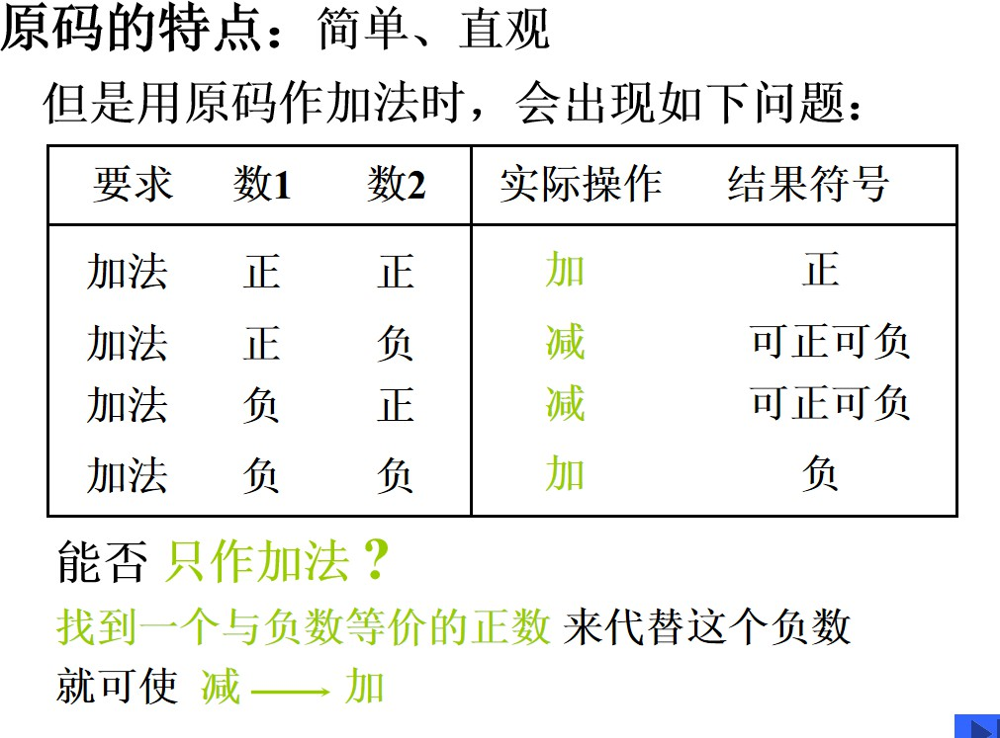 原码的特点：简单、直观
但是用原码作加法时，会出现如下问题：
要求 数1 数2 实际操作 结果符号
加法 正 正 加 正
加法 正 负 减 可正可负
加法 负 正 减 可正可负
加法 负 负 加 负
能否 只作加法？
找到一个与负数等价的正数 来代替这个负数
就可使 减 → 加